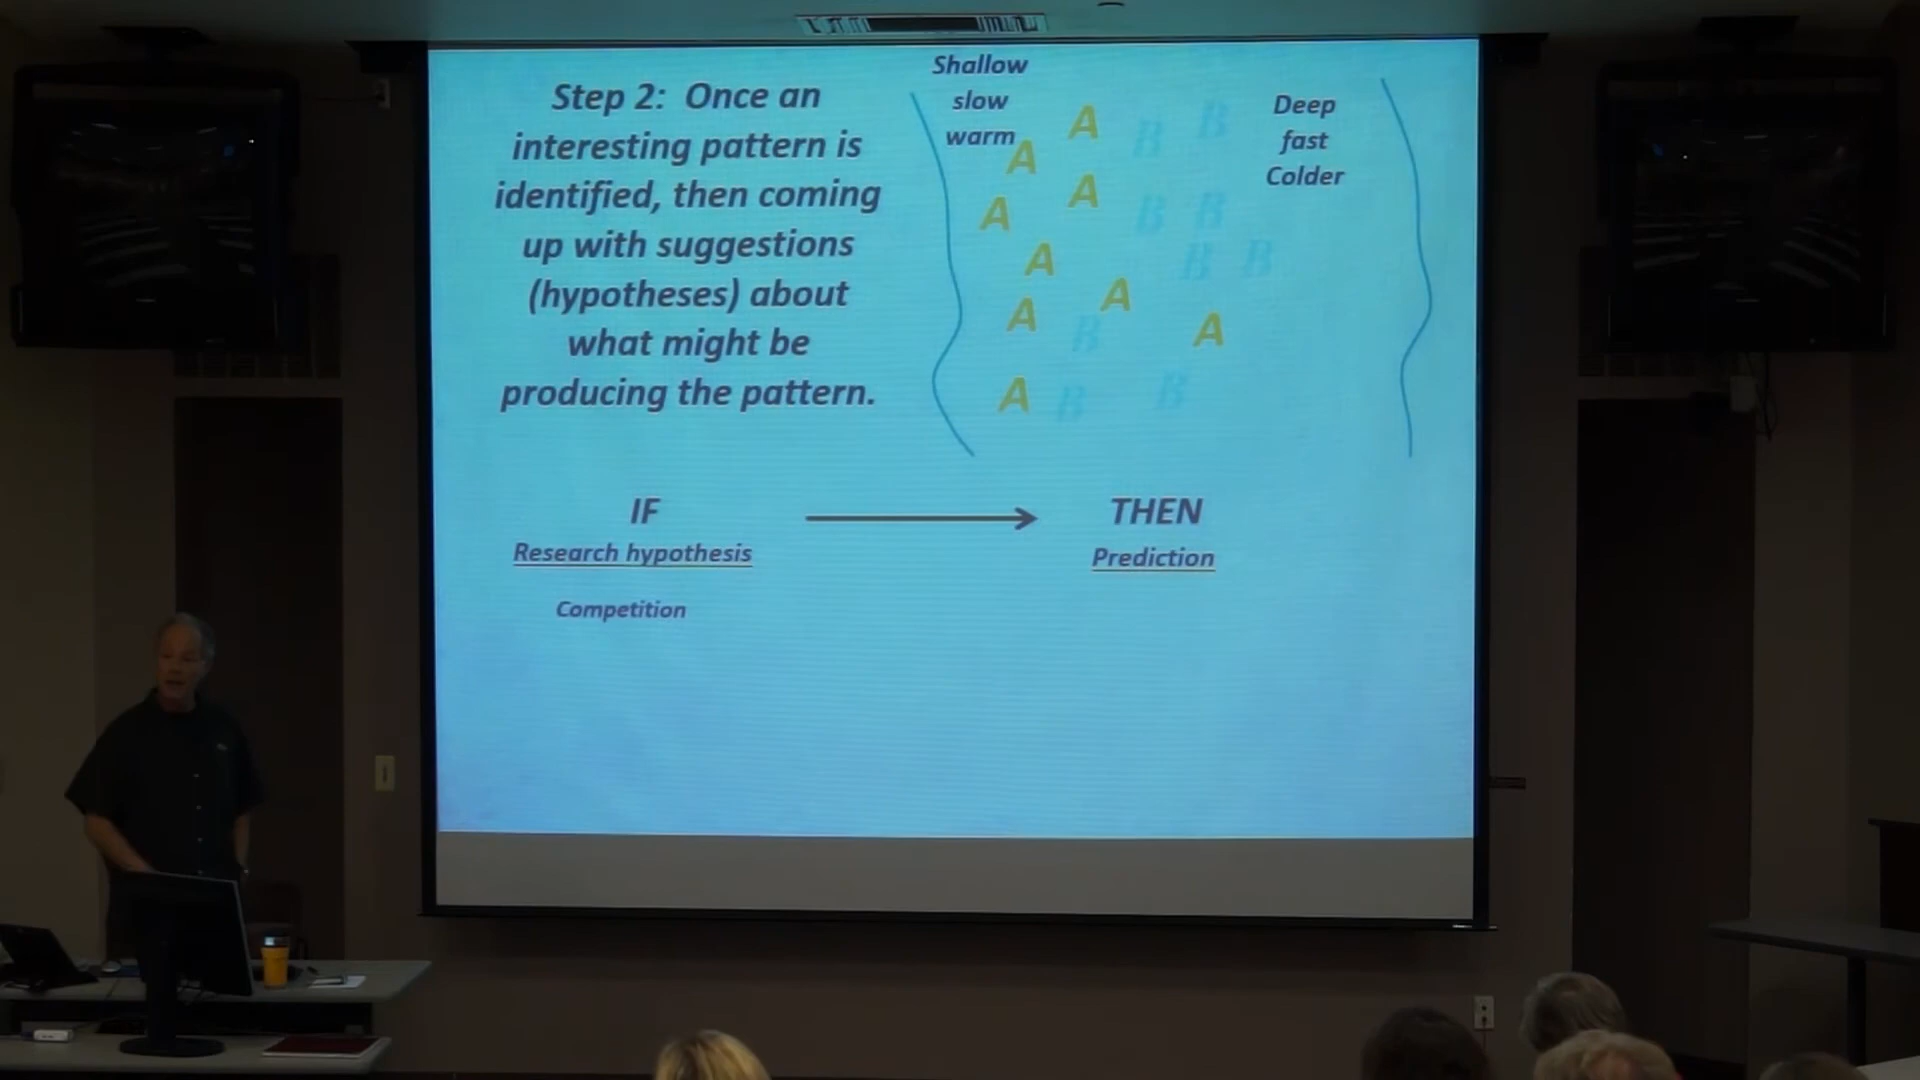 Step 2: Once an
interesting pattern is
identified, then coming
up with suggestions
(hypotheses) about
what might be
producing the pattern.
Shallow
slow
warm
Deep
fast
Colder
A B B
A
A B B
A
A B B
A
A B A
A B B
IF THEN
Research hypothesis Prediction
Competition